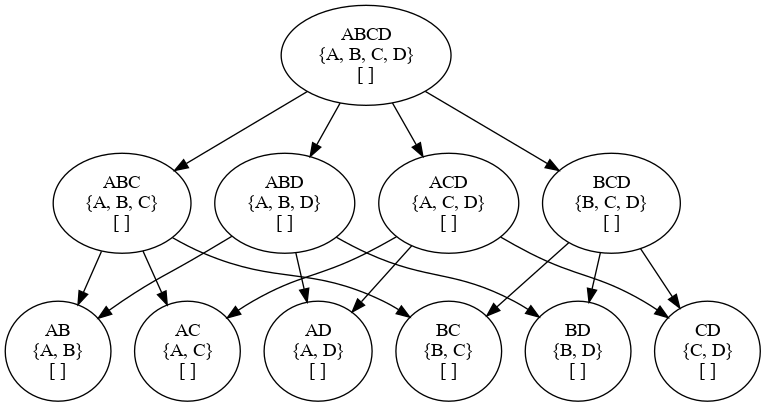 ABCD
{A, B, C, D}
[ ]
ABC
{A, B, C}
[ ]
ABD
{A, B, D}
[ ]
ACD
{A, C, D}
[ ]
BCD
{B, C, D}
[ ]
AB
{A, B}
[ ]
AC
{A, C}
[ ]
AD
{A, D}
[ ]
BC
{B, C}
[ ]
BD
{B, D}
[ ]
CD
{C, D}
[ ]